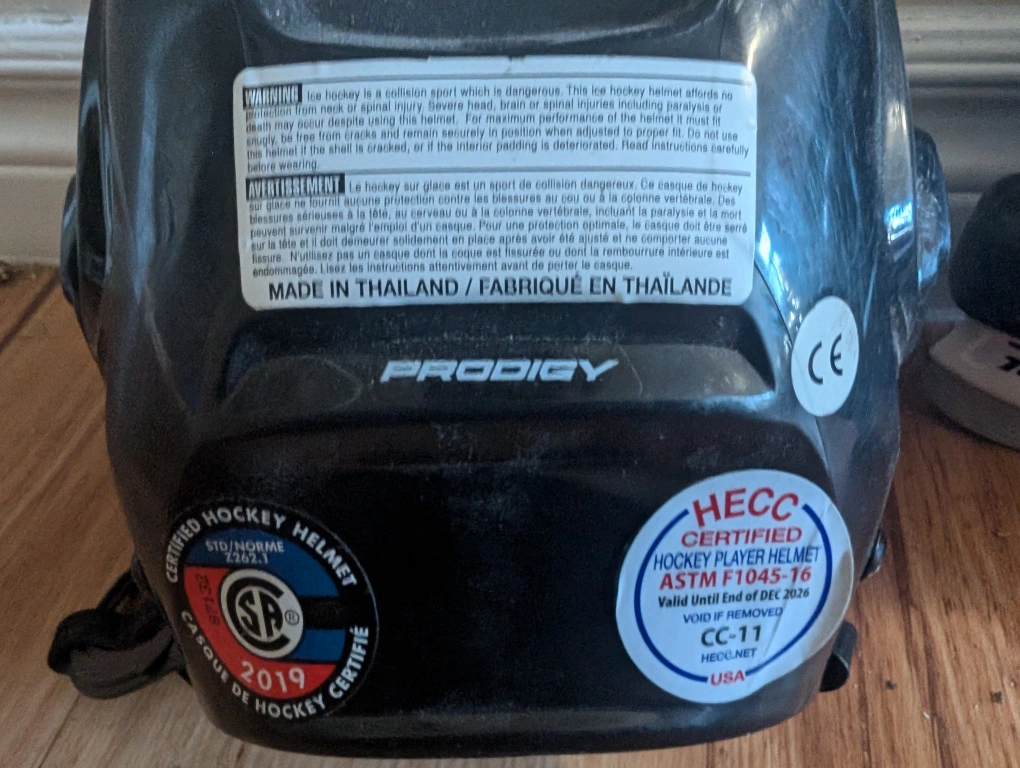 WARNING Ice hockey is a collision sport which is dangerous. This ice hockey helmet affords no
protection from neck or spinal injury. Severe head, brain or spinal injuries including paralysis or
death may occur despite using this helmet. For maximum performance of the helmet it must fit
snugly, be free from cracks and remain securely in position when adjusted to proper fit. Do not use
this helmet if the shell is cracked, or if the interior padding is deteriorated. Read instructions carefully
before wearing.
AVERTISSEMENT Le hockey sur glace est un sport de collision dangereux. Ce casque de hockey
sur glace ne fournit aucune protection contre les blessures au cou ou à la colonne vertébrale. Des
blessures sérieuses à la tête, au cerveau ou à la colonne vertébrale, incluant la paralysie et la mort
peuvent survenir malgré l'emploi d'un casque. Pour une protection optimale, le casque doit être serré
sur la tête et il doit demeurer solidement en place après avoir été ajusté et ne comporter aucune
fissure. N'utilisez pas un casque dont la coque est fissurée ou dont la rembourrure intérieure est
endommagée. Lisez les instructions attentivement avant de porter le casque.
MADE IN THAILAND / FABRIQUÉ EN THAÏLANDE
CE
PRODIGY
CERTIFIED HOCKEY HELMET
STD/NORME
Z262.1
CSA®
2019
CASQUE DE HOCKEY CERTIFIÉ
HECC
CERTIFIED
HOCKEY PLAYER HELMET
ASTM F1045-16
Valid Until End of DEC 2026
VOID IF REMOVED
CC-11
HECC.NET
USA